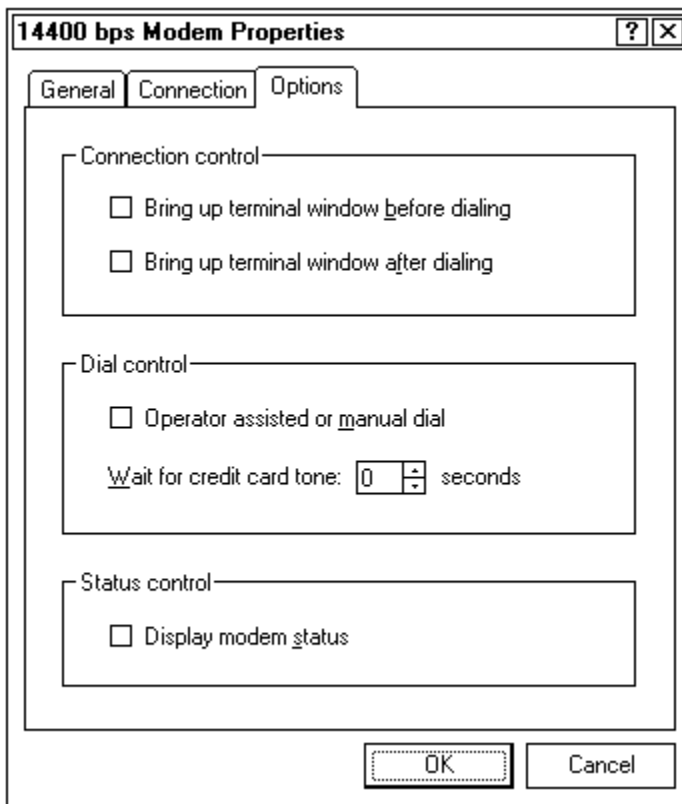 14400 bps Modem Properties ? ×
General Connection Options
Connection control
Bring up terminal window before dialing
Bring up terminal window after dialing
Dial control
Operator assisted or manual dial
Wait for credit card tone: 0 seconds
Status control
Display modem status
OK Cancel